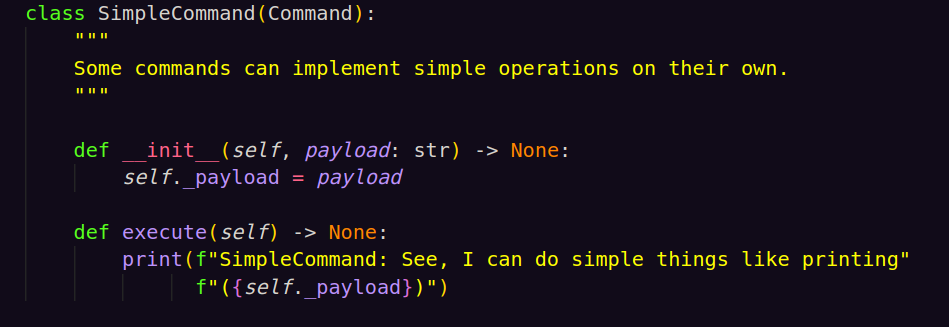 class SimpleCommand(Command):
    """
    Some commands can implement simple operations on their own.
    """

    def __init__(self, payload: str) -> None:
        self._payload = payload

    def execute(self) -> None:
        print(f"SimpleCommand: See, I can do simple things like printing"
              f"({self._payload})")